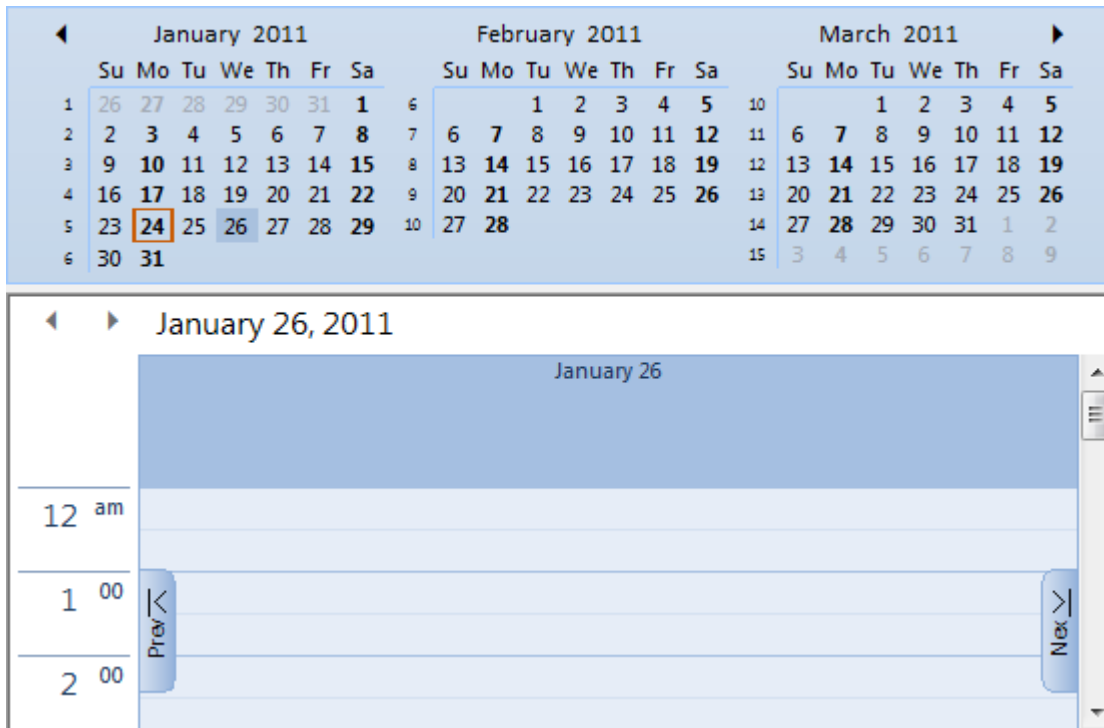 January 2011 February 2011 March 2011
Su Mo Tu We Th Fr Sa Su Mo Tu We Th Fr Sa Su Mo Tu We Th Fr Sa
1 26 27 28 29 30 31 1 6 1 2 3 4 5 10 1 2 3 4 5
2 2 3 4 5 6 7 8 7 6 7 8 9 10 11 12 11 6 7 8 9 10 11 12
3 9 10 11 12 13 14 15 8 13 14 15 16 17 18 19 12 13 14 15 16 17 18 19
4 16 17 18 19 20 21 22 9 20 21 22 23 24 25 26 13 20 21 22 23 24 25 26
5 23 24 25 26 27 28 29 10 27 28 14 27 28 29 30 31 1 2
6 30 31 15 3 4 5 6 7 8 9
January 26, 2011
January 26
12 am
1 00
Prev
Nex
2 00